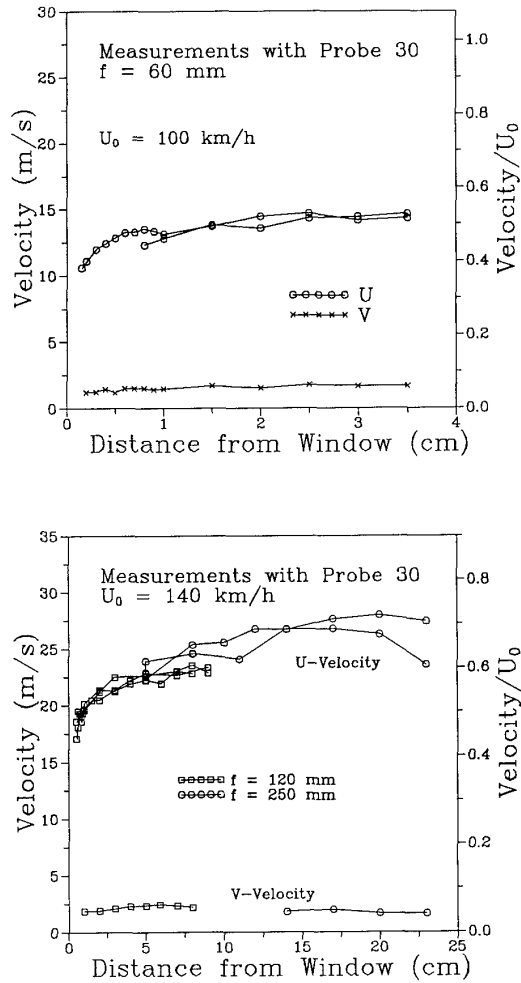 Measurements with Probe 30
f = 60 mm
U₀ = 100 km/h
Velocity (m/s)
Velocity/U₀
30
25
20
15
10
5
0
1.0
0.8
0.6
0.4
0.2
0.0
U
V
0
1
2
3
4
Distance from Window (cm)
Measurements with Probe 30
U₀ = 140 km/h
Velocity (m/s)
Velocity/U₀
35
30
25
20
15
10
5
0
0.8
0.6
0.4
0.2
0.0
U-Velocity
f = 120 mm
f = 250 mm
V-Velocity
0
5
10
15
20
25
Distance from Window (cm)